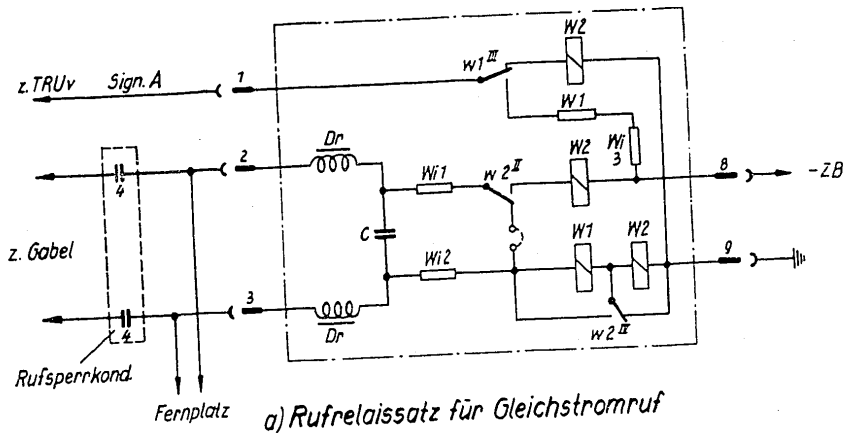 W2
w1 III
z. TRUv
Sign. A
1
W1
Dr
Wi
3
2
W2
8
4
Wi1
w2 II
-ZB
z. Gabel
C
W1
W2
9
Wi2
3
4
Dr
w2 IV
Rufsperrkond.
Fernplatz
a) Rufrelaissatz für Gleichstromruf